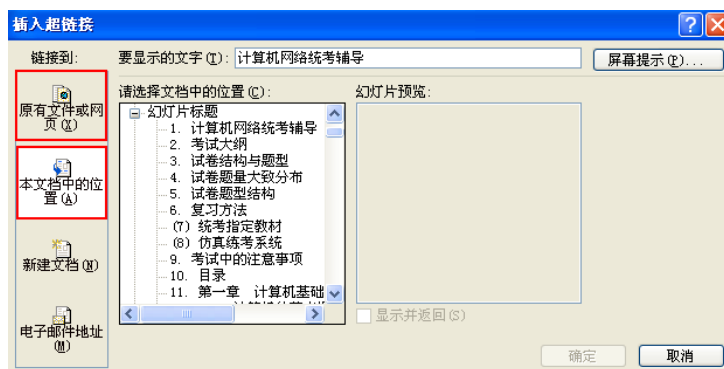 插入超链接
链接到:
要显示的文字(T): 计算机网络统考辅导
屏幕提示(P)...
原有文件或网
页(X)
本文档中的位
置(A)
新建文档(N)
电子邮件地址
(M)
请选择文档中的位置(C):
幻灯片标题
1. 计算机网络统考辅导
2. 考试大纲
3. 试卷结构与题型
4. 试卷题量大致分布
5. 试卷题型结构
6. 复习方法
(7) 统考指定教材
(8) 仿真练考系统
9. 考试中的注意事项
10. 目录
11. 第一章 计算机基础
幻灯片预览:
显示并返回(S)
确定
取消